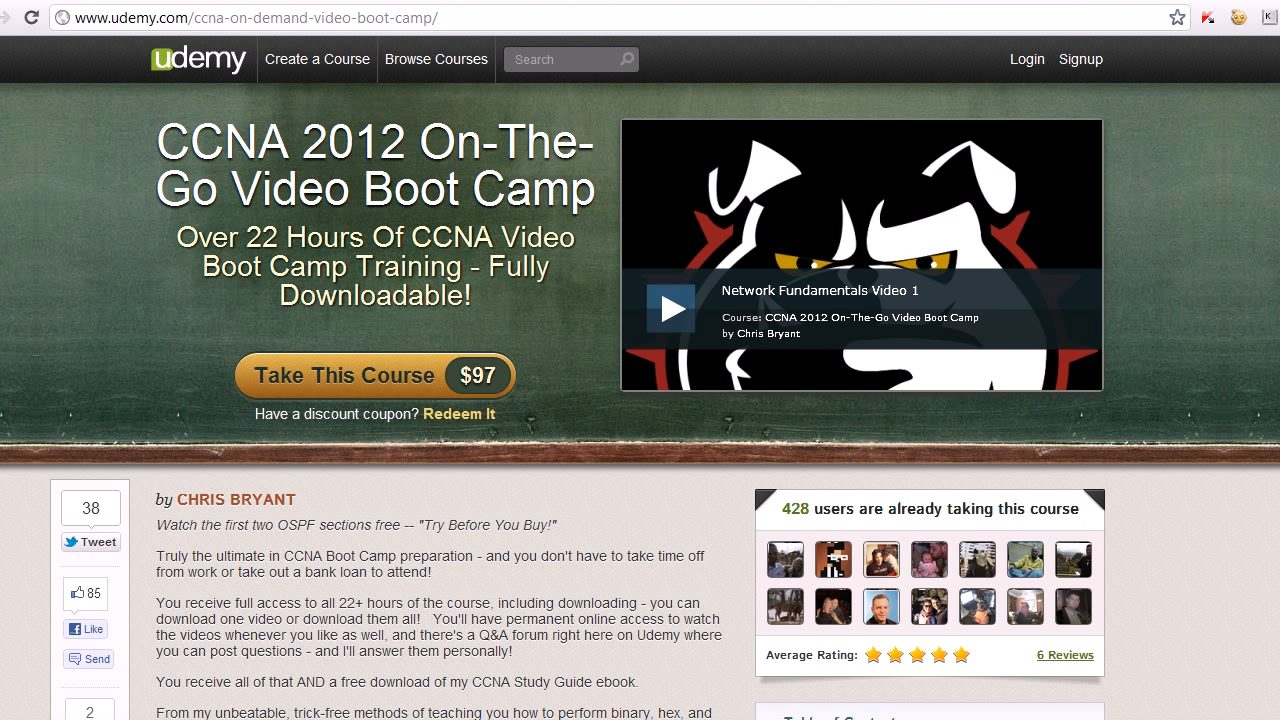 www.udemy.com/ccna-on-demand-video-boot-camp/
K
udemy
Create a Course
Browse Courses
Search
Login
Signup
CCNA 2012 On-The-
Go Video Boot Camp
Over 22 Hours Of CCNA Video
Boot Camp Training - Fully
Downloadable!
Take This Course $97
Have a discount coupon? Redeem It
Network Fundamentals Video 1
Course: CCNA 2012 On-The-Go Video Boot Camp
by Chris Bryant
38
Tweet
85
Like
Send
2
by CHRIS BRYANT
Watch the first two OSPF sections free -- "Try Before You Buy!"
Truly the ultimate in CCNA Boot Camp preparation - and you don't have to take time off
from work or take out a bank loan to attend!
You receive full access to all 22+ hours of the course, including downloading - you can
download one video or download them all! You'll have permanent online access to watch
the videos whenever you like as well, and there's a Q&A forum right here on Udemy where
you can post questions - and I'll answer them personally!
You receive all of that AND a free download of my CCNA Study Guide ebook.
From my unbeatable, trick-free methods of teaching you how to perform binary, hex, and
428 users are already taking this course
Average Rating:
6 Reviews